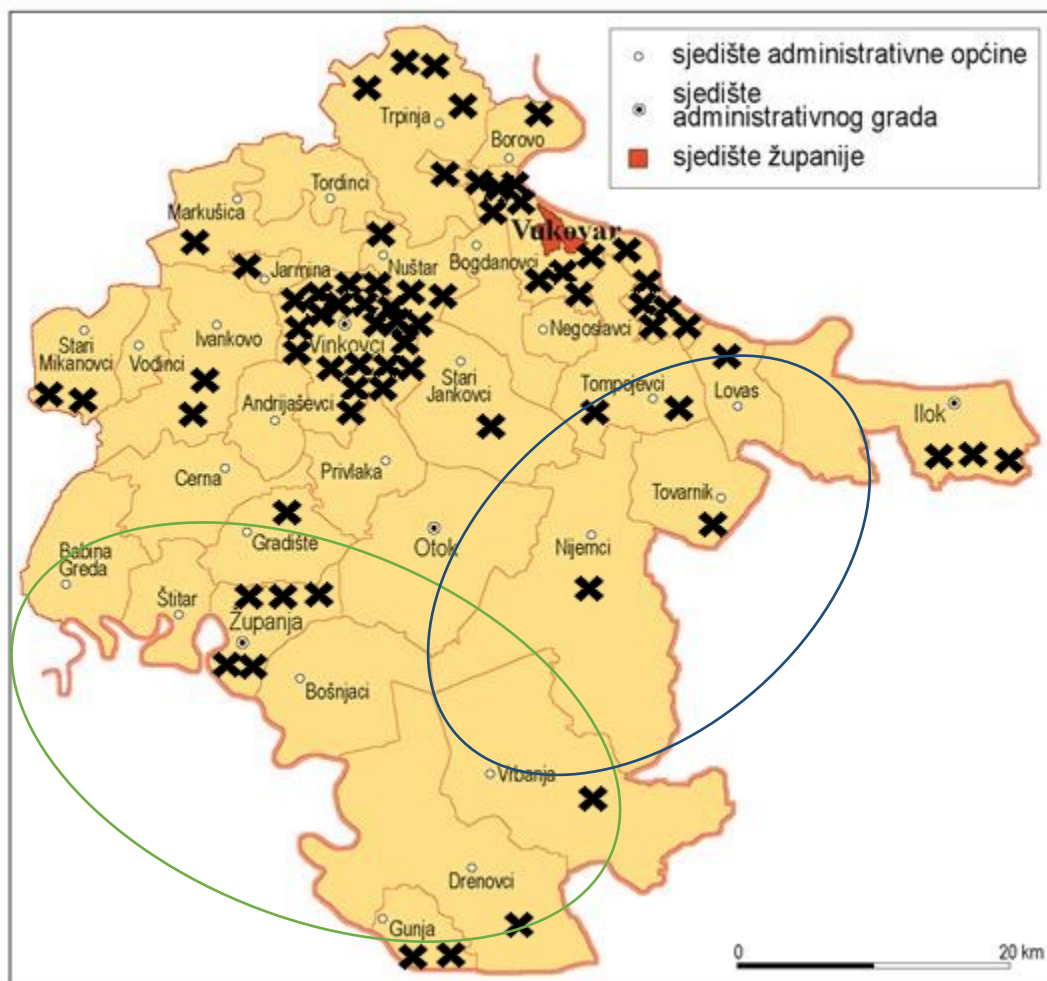 sjedište administrativne općine
sjedište
administrativnog grada
sjedište županije
Trpinja
Borovo
Tordinci
Markušica
Vukovar
Bogdanovci
Nuštar
Jarmina
Negoslavci
Ivankovo
Vinkovci
Stari
Mikanovci
Vođinci
Stari
Jankovci
Tompojevci
Lovas
Ilok
Andrijaševci
Cerna
Privlaka
Tovarnik
Gradište
Otok
Nijemci
Babina
Greda
Štitar
Županja
Bošnjaci
Vrbanja
Drenovci
Gunja
0
20 km